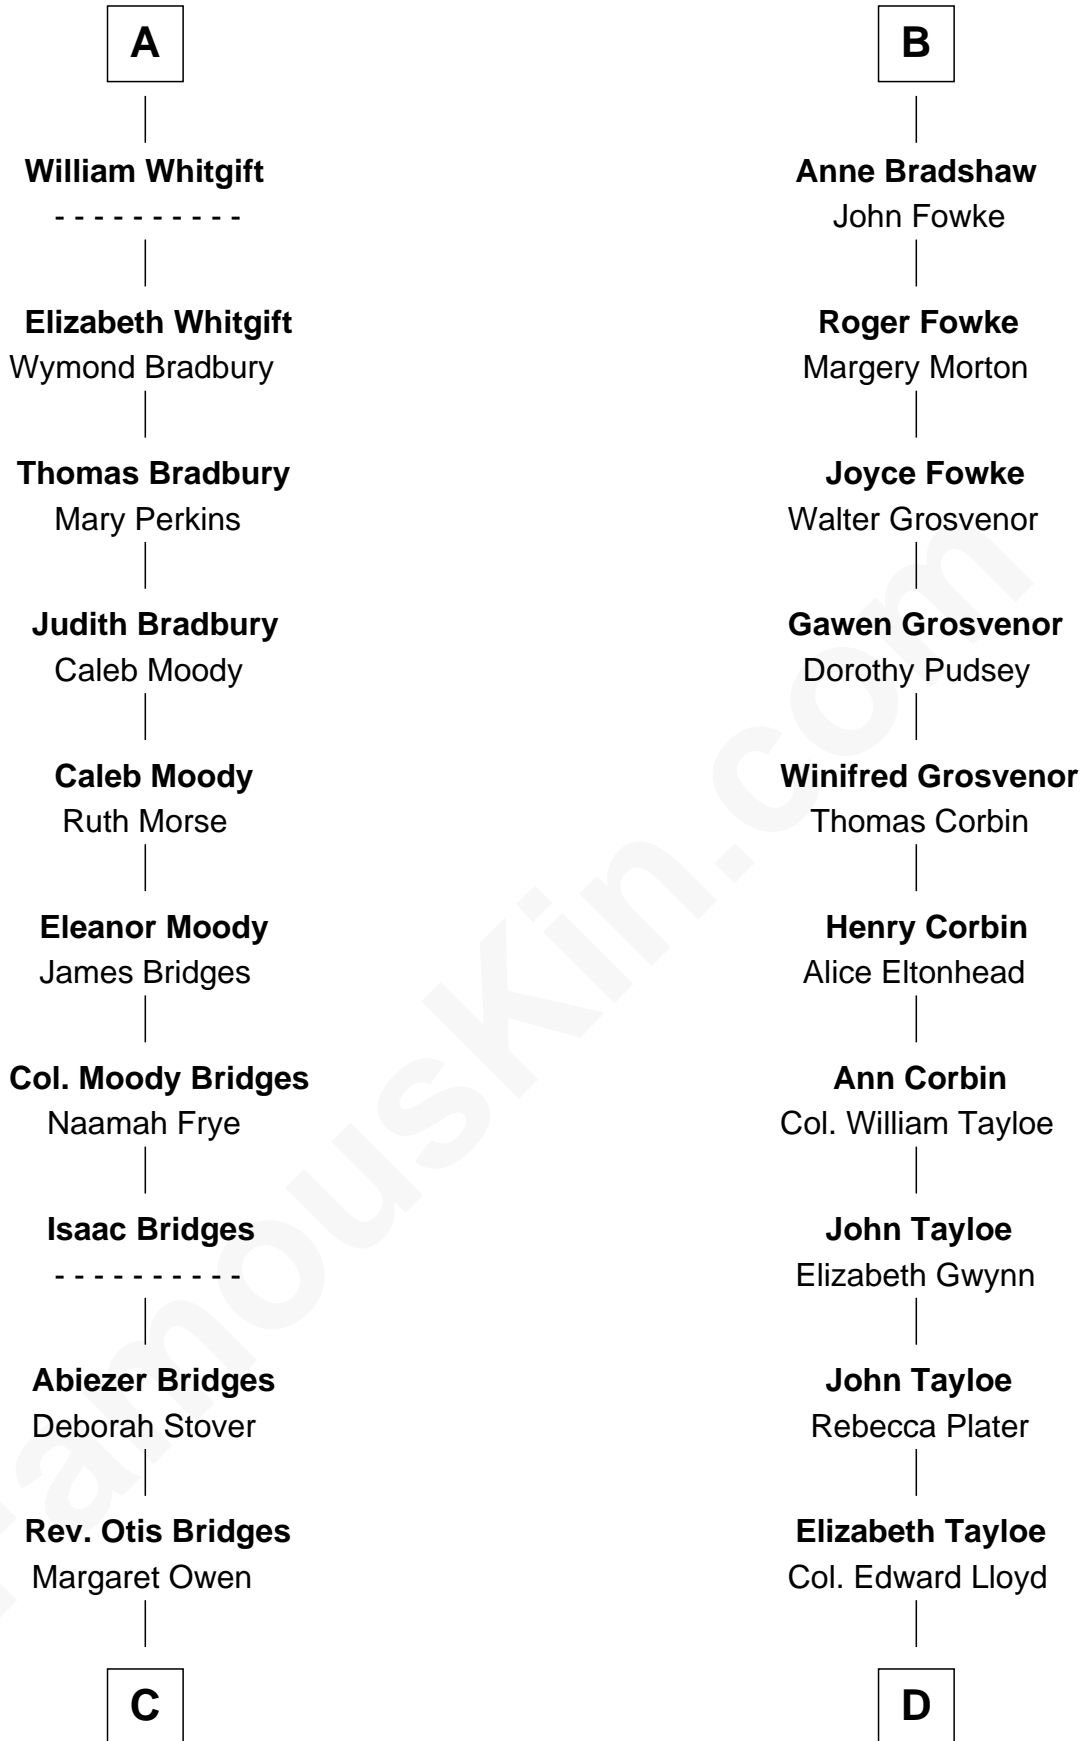 A
William Whitgift
- - - - - - - - - -
Elizabeth Whitgift
Wymond Bradbury
Thomas Bradbury
Mary Perkins
Judith Bradbury
Caleb Moody
Caleb Moody
Ruth Morse
Eleanor Moody
James Bridges
Col. Moody Bridges
Naamah Frye
Isaac Bridges
- - - - - - - - - -
Abiezer Bridges
Deborah Stover
Rev. Otis Bridges
Margaret Owen
C
B
Anne Bradshaw
John Fowke
Roger Fowke
Margery Morton
Joyce Fowke
Walter Grosvenor
Gawen Grosvenor
Dorothy Pudsey
Winifred Grosvenor
Thomas Corbin
Henry Corbin
Alice Eltonhead
Ann Corbin
Col. William Tayloe
John Tayloe
Elizabeth Gwynn
John Tayloe
Rebecca Plater
Elizabeth Tayloe
Col. Edward Lloyd
D
FamousKin.com